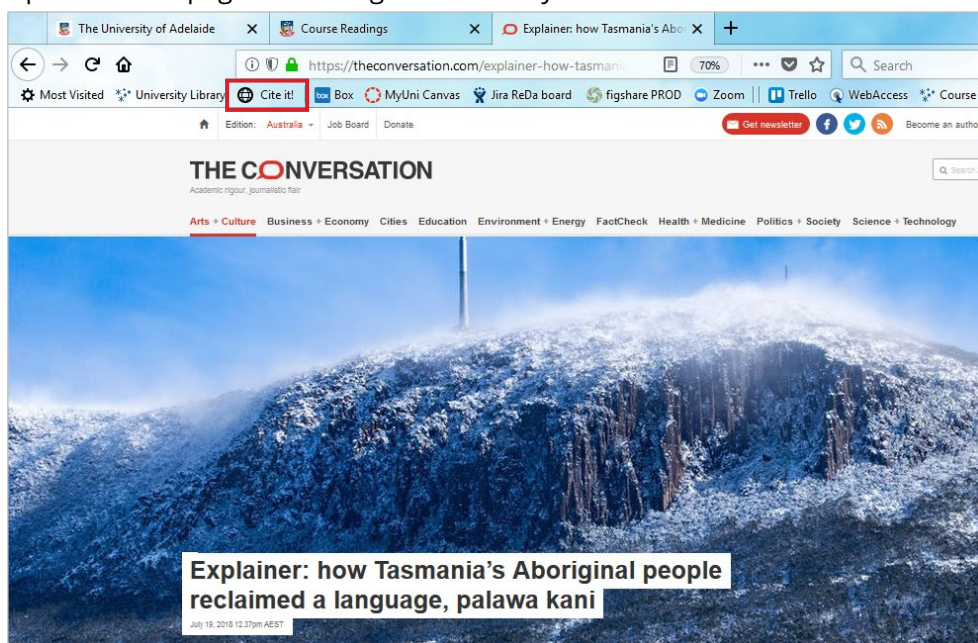 The University of Adelaide Course Readings Explainer: how Tasmania's Abo
https://theconversation.com/explainer-how-tasmania 70% Search
Most Visited University Library Cite it! box Box MyUni Canvas Jira ReDa board figshare PROD Zoom Trello WebAccess Course
Edition: Australia Job Board Donate Get newsletter Become an autho
THE CONVERSATION
Search
Academic rigour, journalistic flair
Arts + Culture Business + Economy Cities Education Environment + Energy FactCheck Health + Medicine Politics + Society Science + Technology
Explainer: how Tasmania's Aboriginal people
reclaimed a language, palawa kani
July 19, 2018 12.37pm AEST